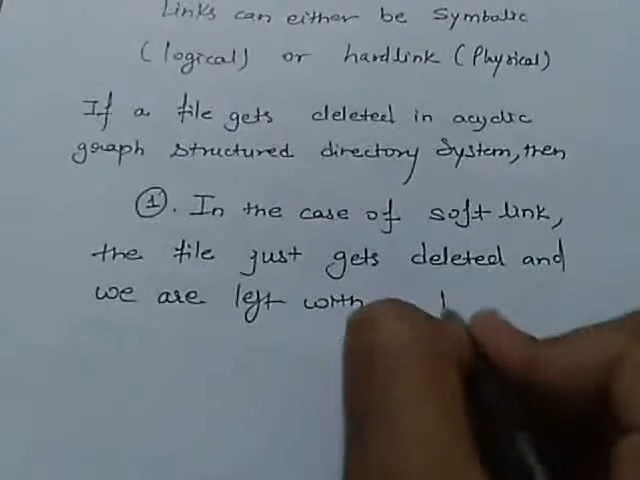 Links can either be Symbolic
(logical) or hardlink (Physical)
If a file gets deleted in acyclic
graph structured directory System, then
①. In the case of soft link,
the file just gets deleted and
we are left with